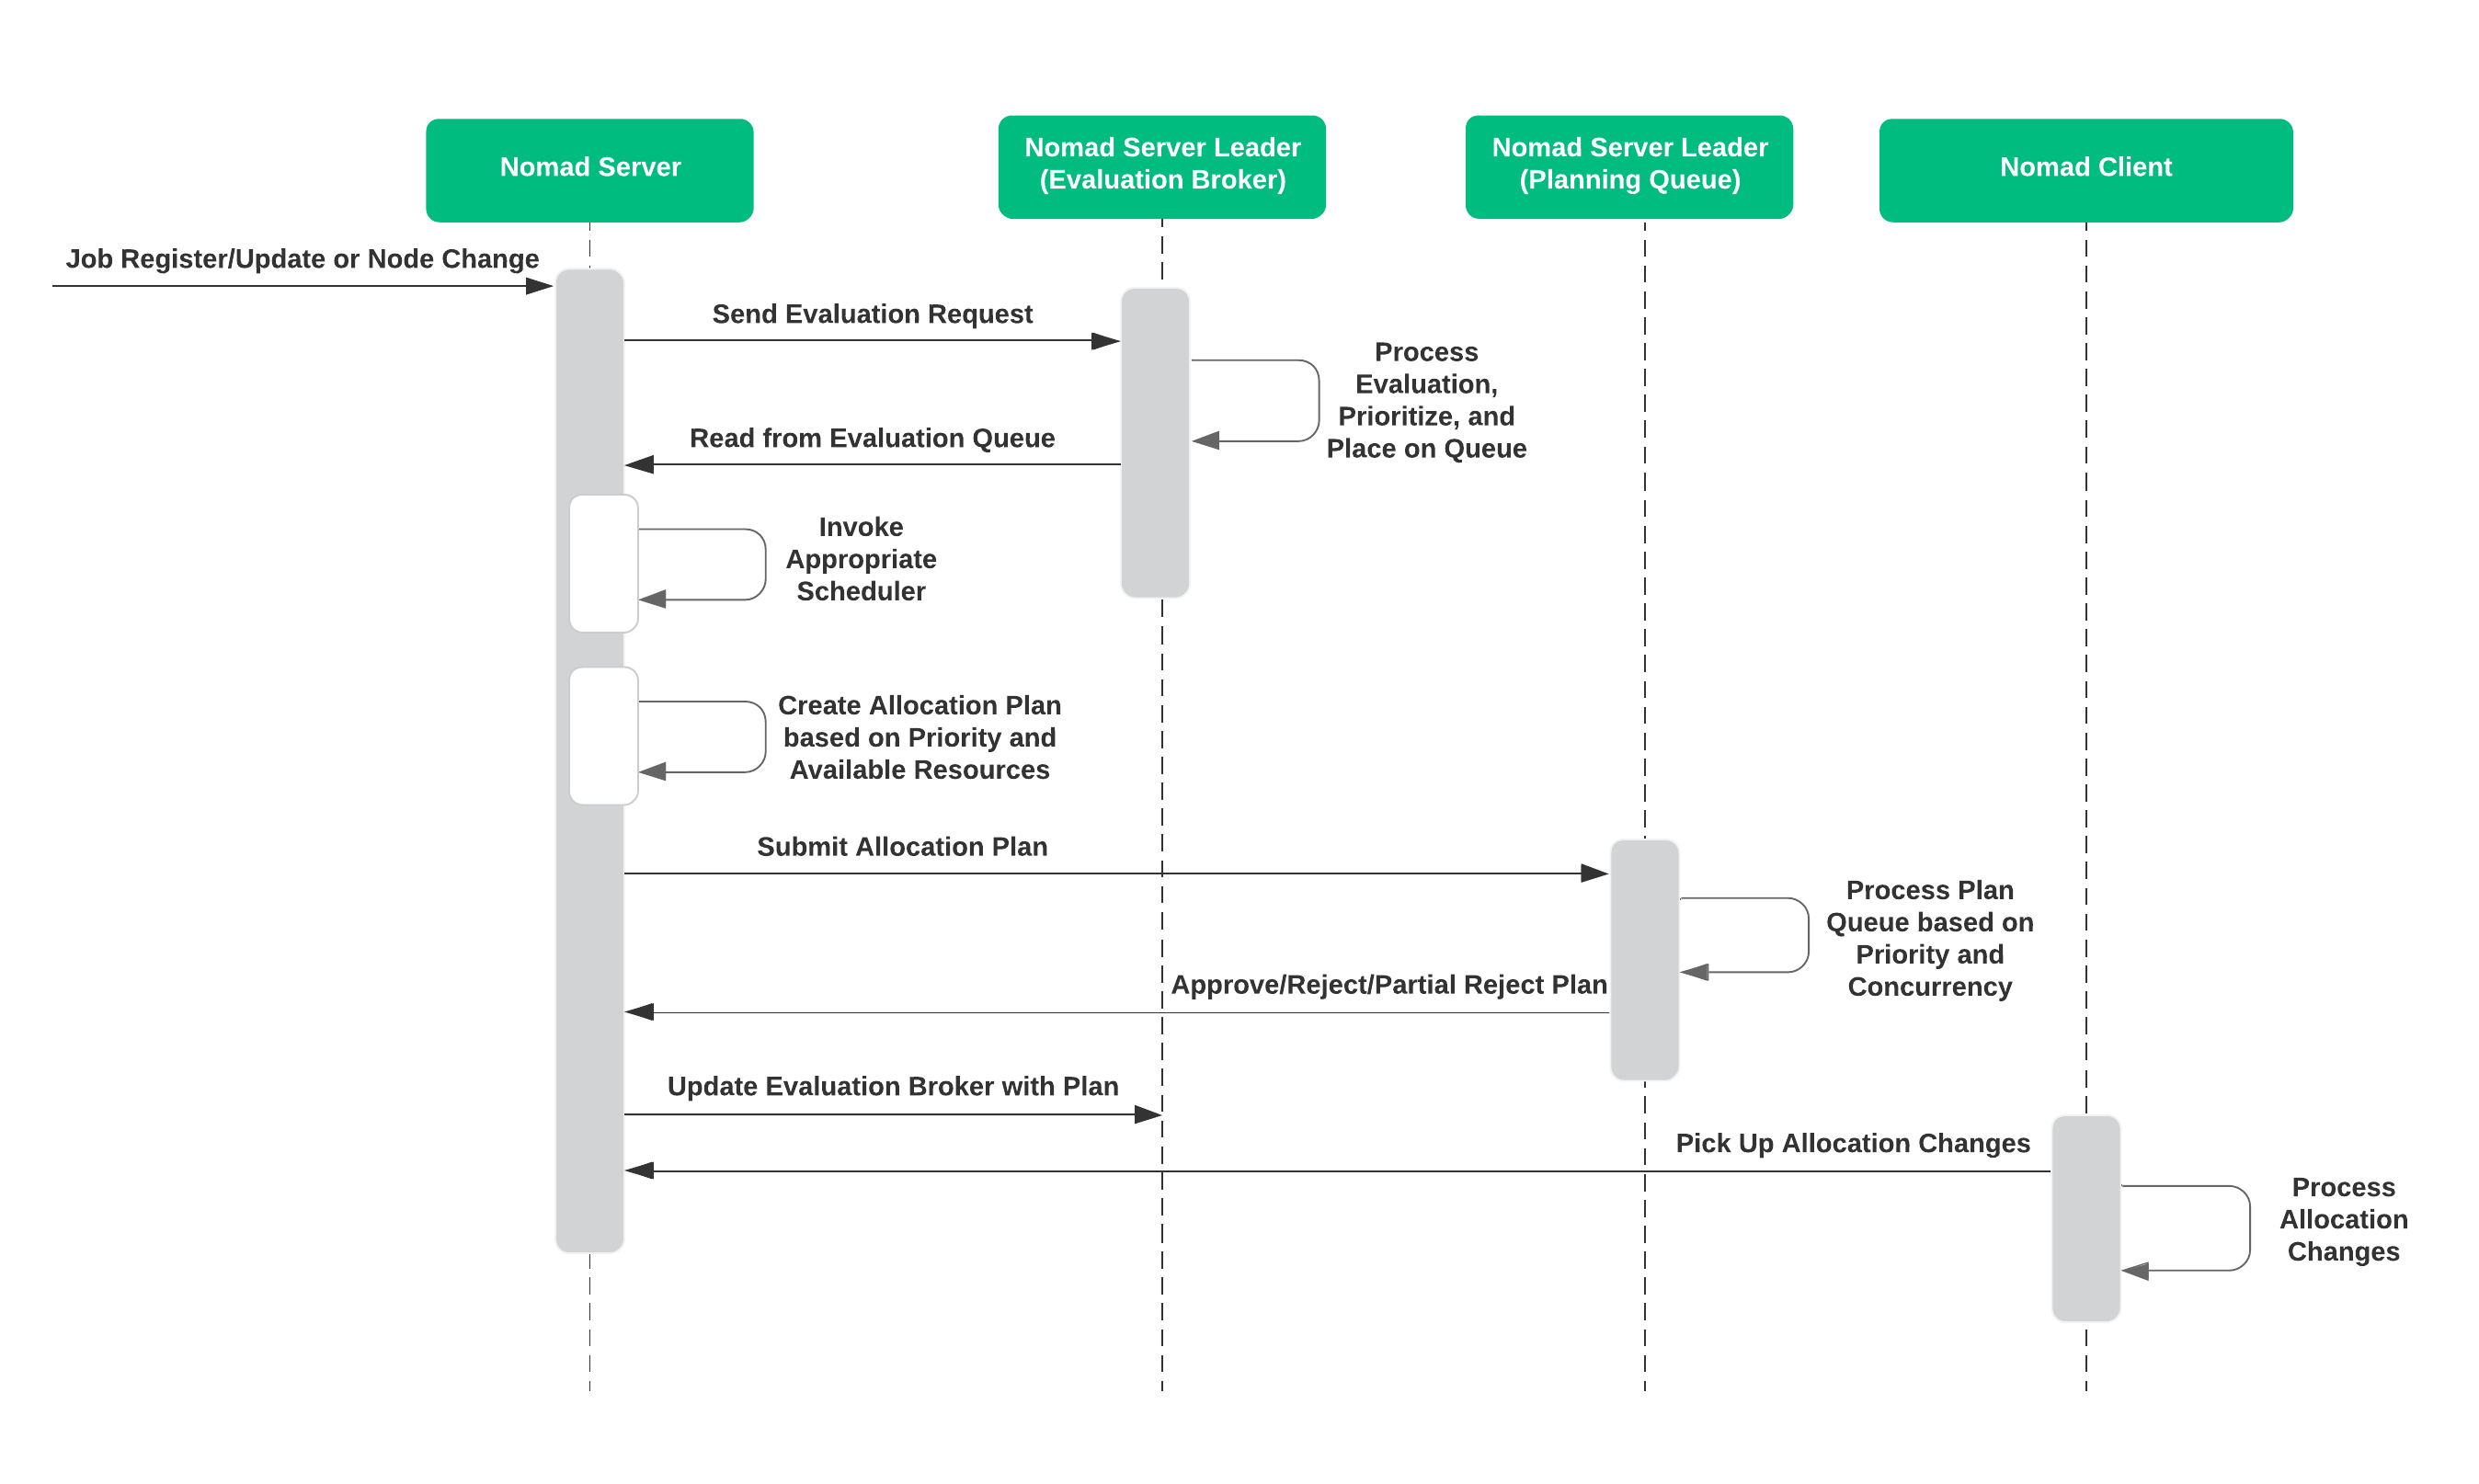 Nomad Server
Nomad Server Leader
(Evaluation Broker)
Nomad Server Leader
(Planning Queue)
Nomad Client
Job Register/Update or Node Change
Send Evaluation Request
Process
Evaluation,
Prioritize, and
Place on Queue
Read from Evaluation Queue
Invoke
Appropriate
Scheduler
Create Allocation Plan
based on Priority and
Available Resources
Submit Allocation Plan
Process Plan
Queue based on
Priority and
Concurrency
Approve/Reject/Partial Reject Plan
Update Evaluation Broker with Plan
Pick Up Allocation Changes
Process
Allocation
Changes